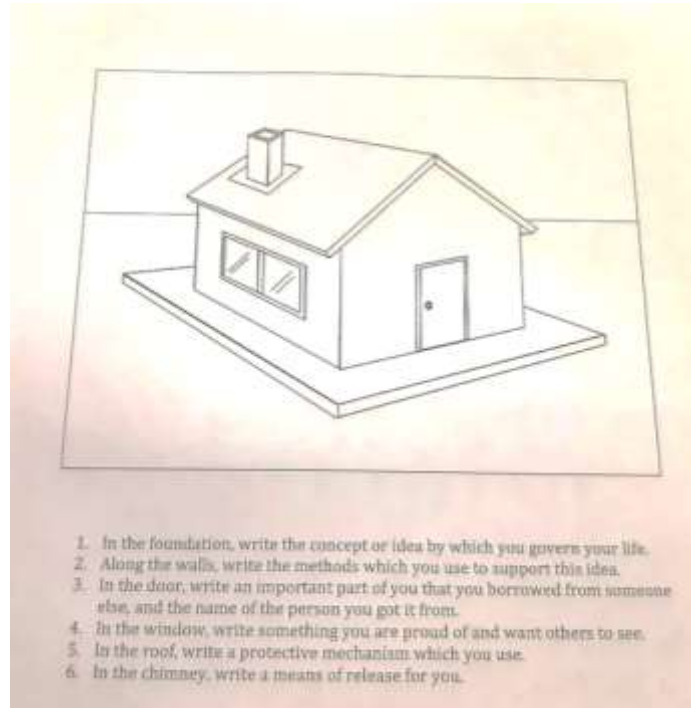 1. In the foundation, write the concept or idea by which you govern your life.
2. Along the walls, write the methods which you use to support this idea.
3. In the door, write an important part of you that you borrowed from someone
else, and the name of the person you got it from.
4. In the window, write something you are proud of and want others to see.
5. In the roof, write a protective mechanism which you use.
6. In the chimney, write a means of release for you.